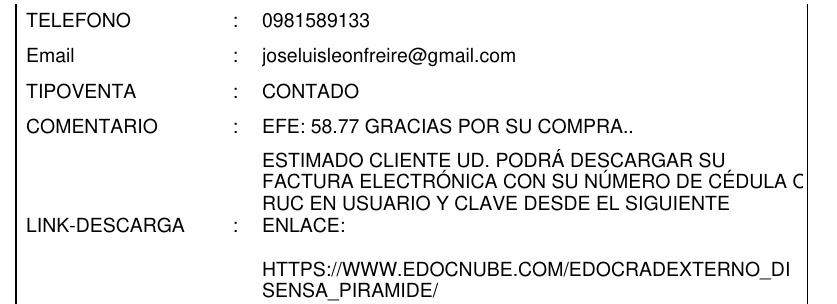 TELEFONO : 0981589133
Email : joseluisleonfreire@gmail.com
TIPOVENTA : CONTADO
COMENTARIO : EFE: 58.77 GRACIAS POR SU COMPRA..
ESTIMADO CLIENTE UD. PODRÁ DESCARGAR SU
FACTURA ELECTRÓNICA CON SU NÚMERO DE CÉDULA
RUC EN USUARIO Y CLAVE DESDE EL SIGUIENTE
LINK-DESCARGA : ENLACE:
HTTPS://WWW.EDOCNUBE.COM/EDOCRADEXTERNO_DI
SENSA_PIRAMIDE/